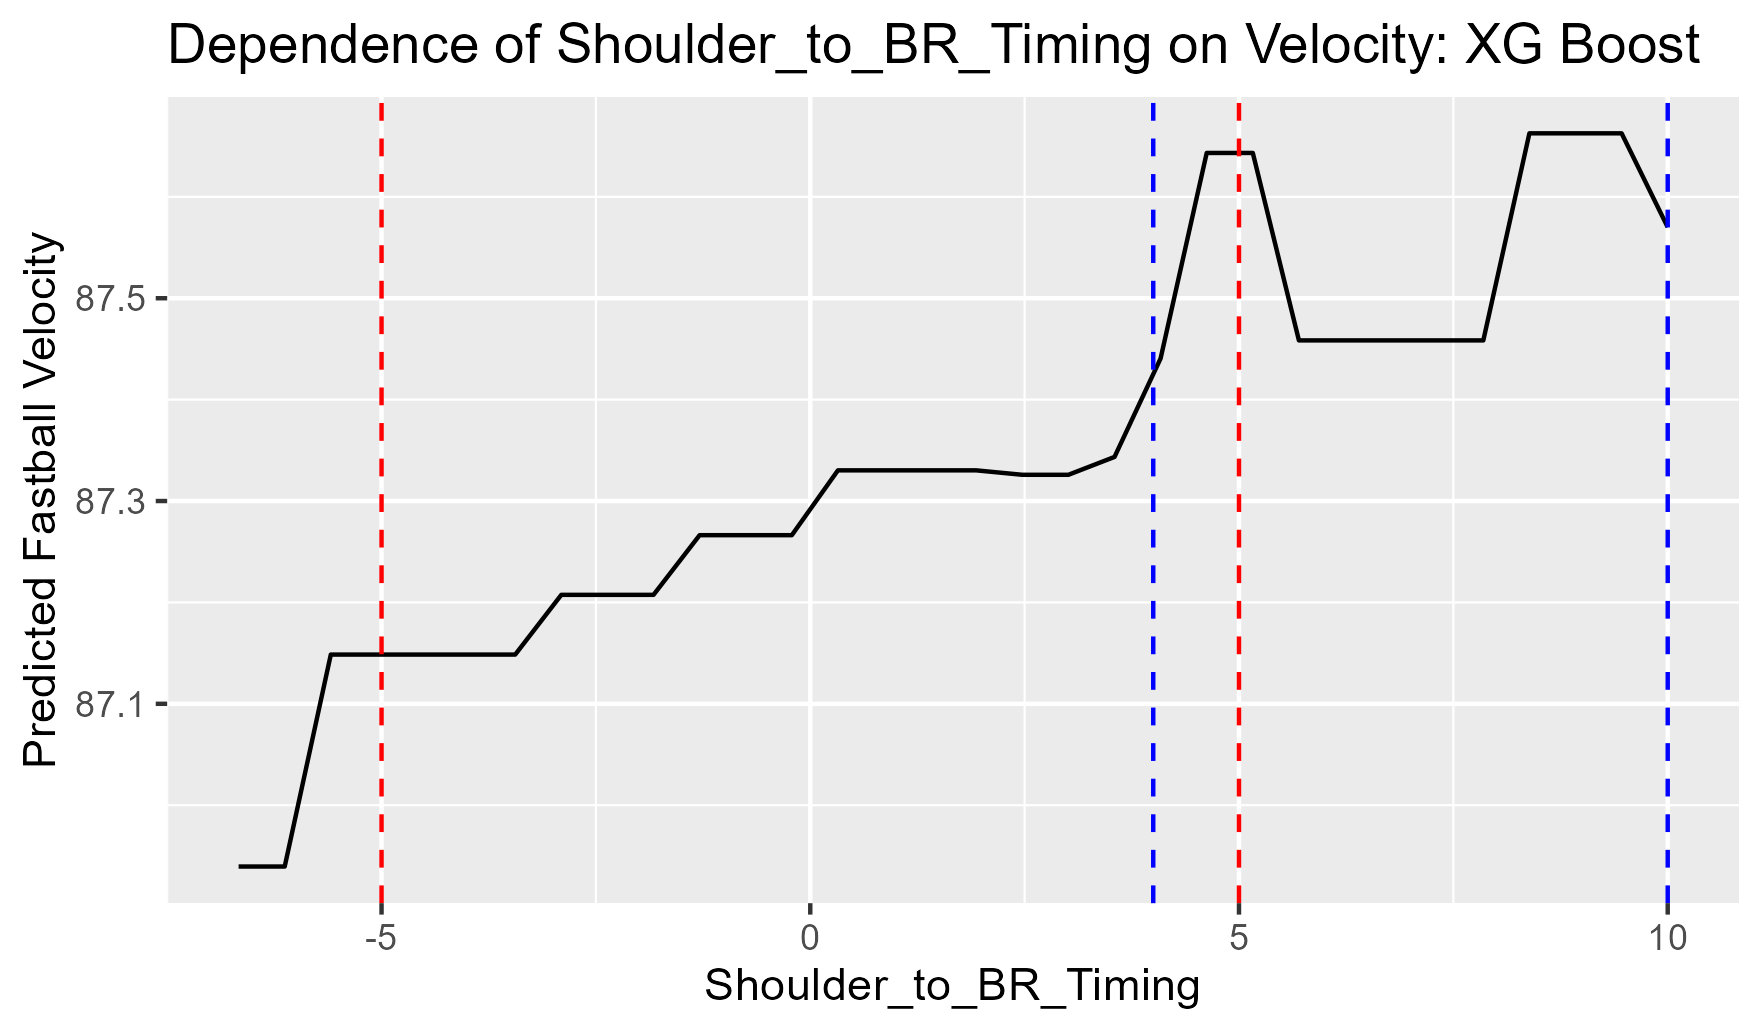 Dependence of Shoulder_to_BR_Timing on Velocity: XG Boost
Predicted Fastball Velocity
87.5
87.3
87.1
-5 0 5 10
Shoulder_to_BR_Timing